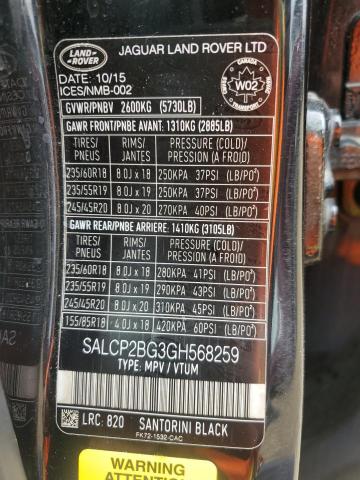 LAND-
ROVER
JAGUAR LAND ROVER LTD
DATE: 10/15
ICES/NMB-002
CANADA
W02
GVWR/PNBV 2600KG (5730LB)
GAWR FRONT/PNBE AVANT: 1310KG (2885LB)
TIRES/ RIMS/ PRESSURE (COLD)/
PNEUS JANTES PRESSION (A FROID)
235/60R18 8.0J x 18 250KPA 37PSI (LB/PO²)
235/55R19 8.0J x 19 250KPA 37PSI (LB/PO²)
245/45R20 8.0J x 20 270KPA 40PSI (LB/PO²)
GAWR REAR/PNBE ARRIERE: 1410KG (3105LB)
TIRES/ RIMS/ PRESSURE (COLD)/
PNEUS JANTES PRESSION (A FROID)
235/60R18 8.0J x 18 280KPA 41PSI (LB/PO²)
235/55R19 8.0J x 19 290KPA 43PSI (LB/PO²)
245/45R20 8.0J x 20 310KPA 45PSI (LB/PO²)
155/85R18 4.0J x 18 420KPA 60PSI (LB/PO²)
SALCP2BG3GH568259
TYPE: MPV / VTUM
LRC: 820 SANTORINI BLACK
FK72-1532-CAC
WARNING